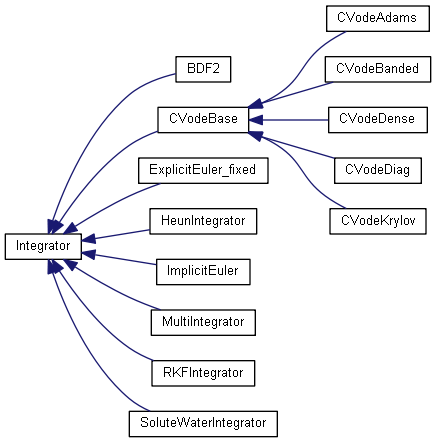 CVodeAdams
BDF2
CVodeBanded
CVodeBase
CVodeDense
ExplicitEuler_fixed
CVodeDiag
HeunIntegrator
CVodeKrylov
Integrator
ImplicitEuler
MultiIntegrator
RKFIntegrator
SoluteWaterIntegrator